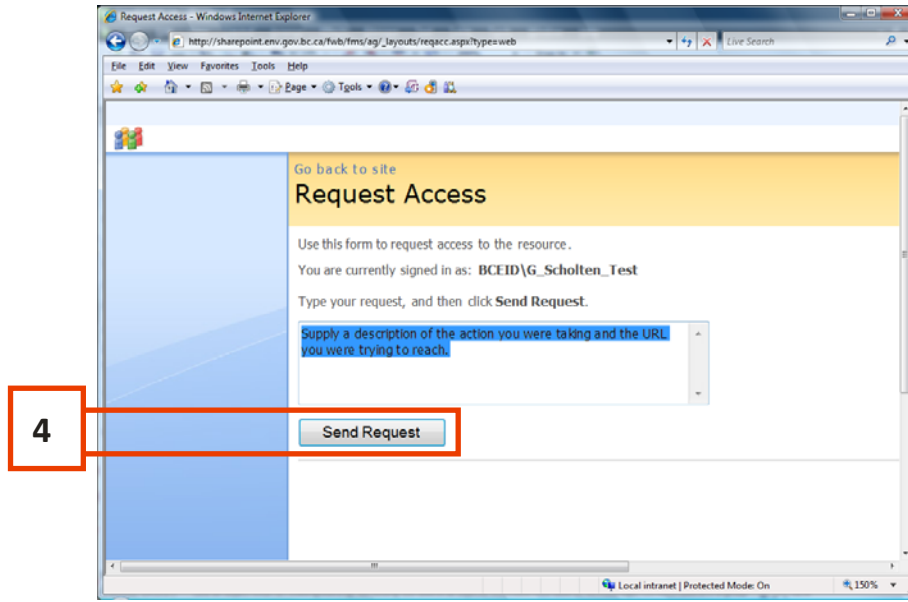 Request Access - Windows Internet Explorer
http://sharepoint.env.gov.bc.ca/fwb/fms/ag/_layouts/reqacc.aspx?type=web
Live Search
File Edit View Favorites Tools Help
Page Tools
Go back to site
Request Access
Use this form to request access to the resource.
You are currently signed in as: BCEID\G_Scholten_Test
Type your request, and then click Send Request.
Supply a description of the action you were taking and the URL
you were trying to reach.
4
Send Request
Local intranet | Protected Mode: On
150%